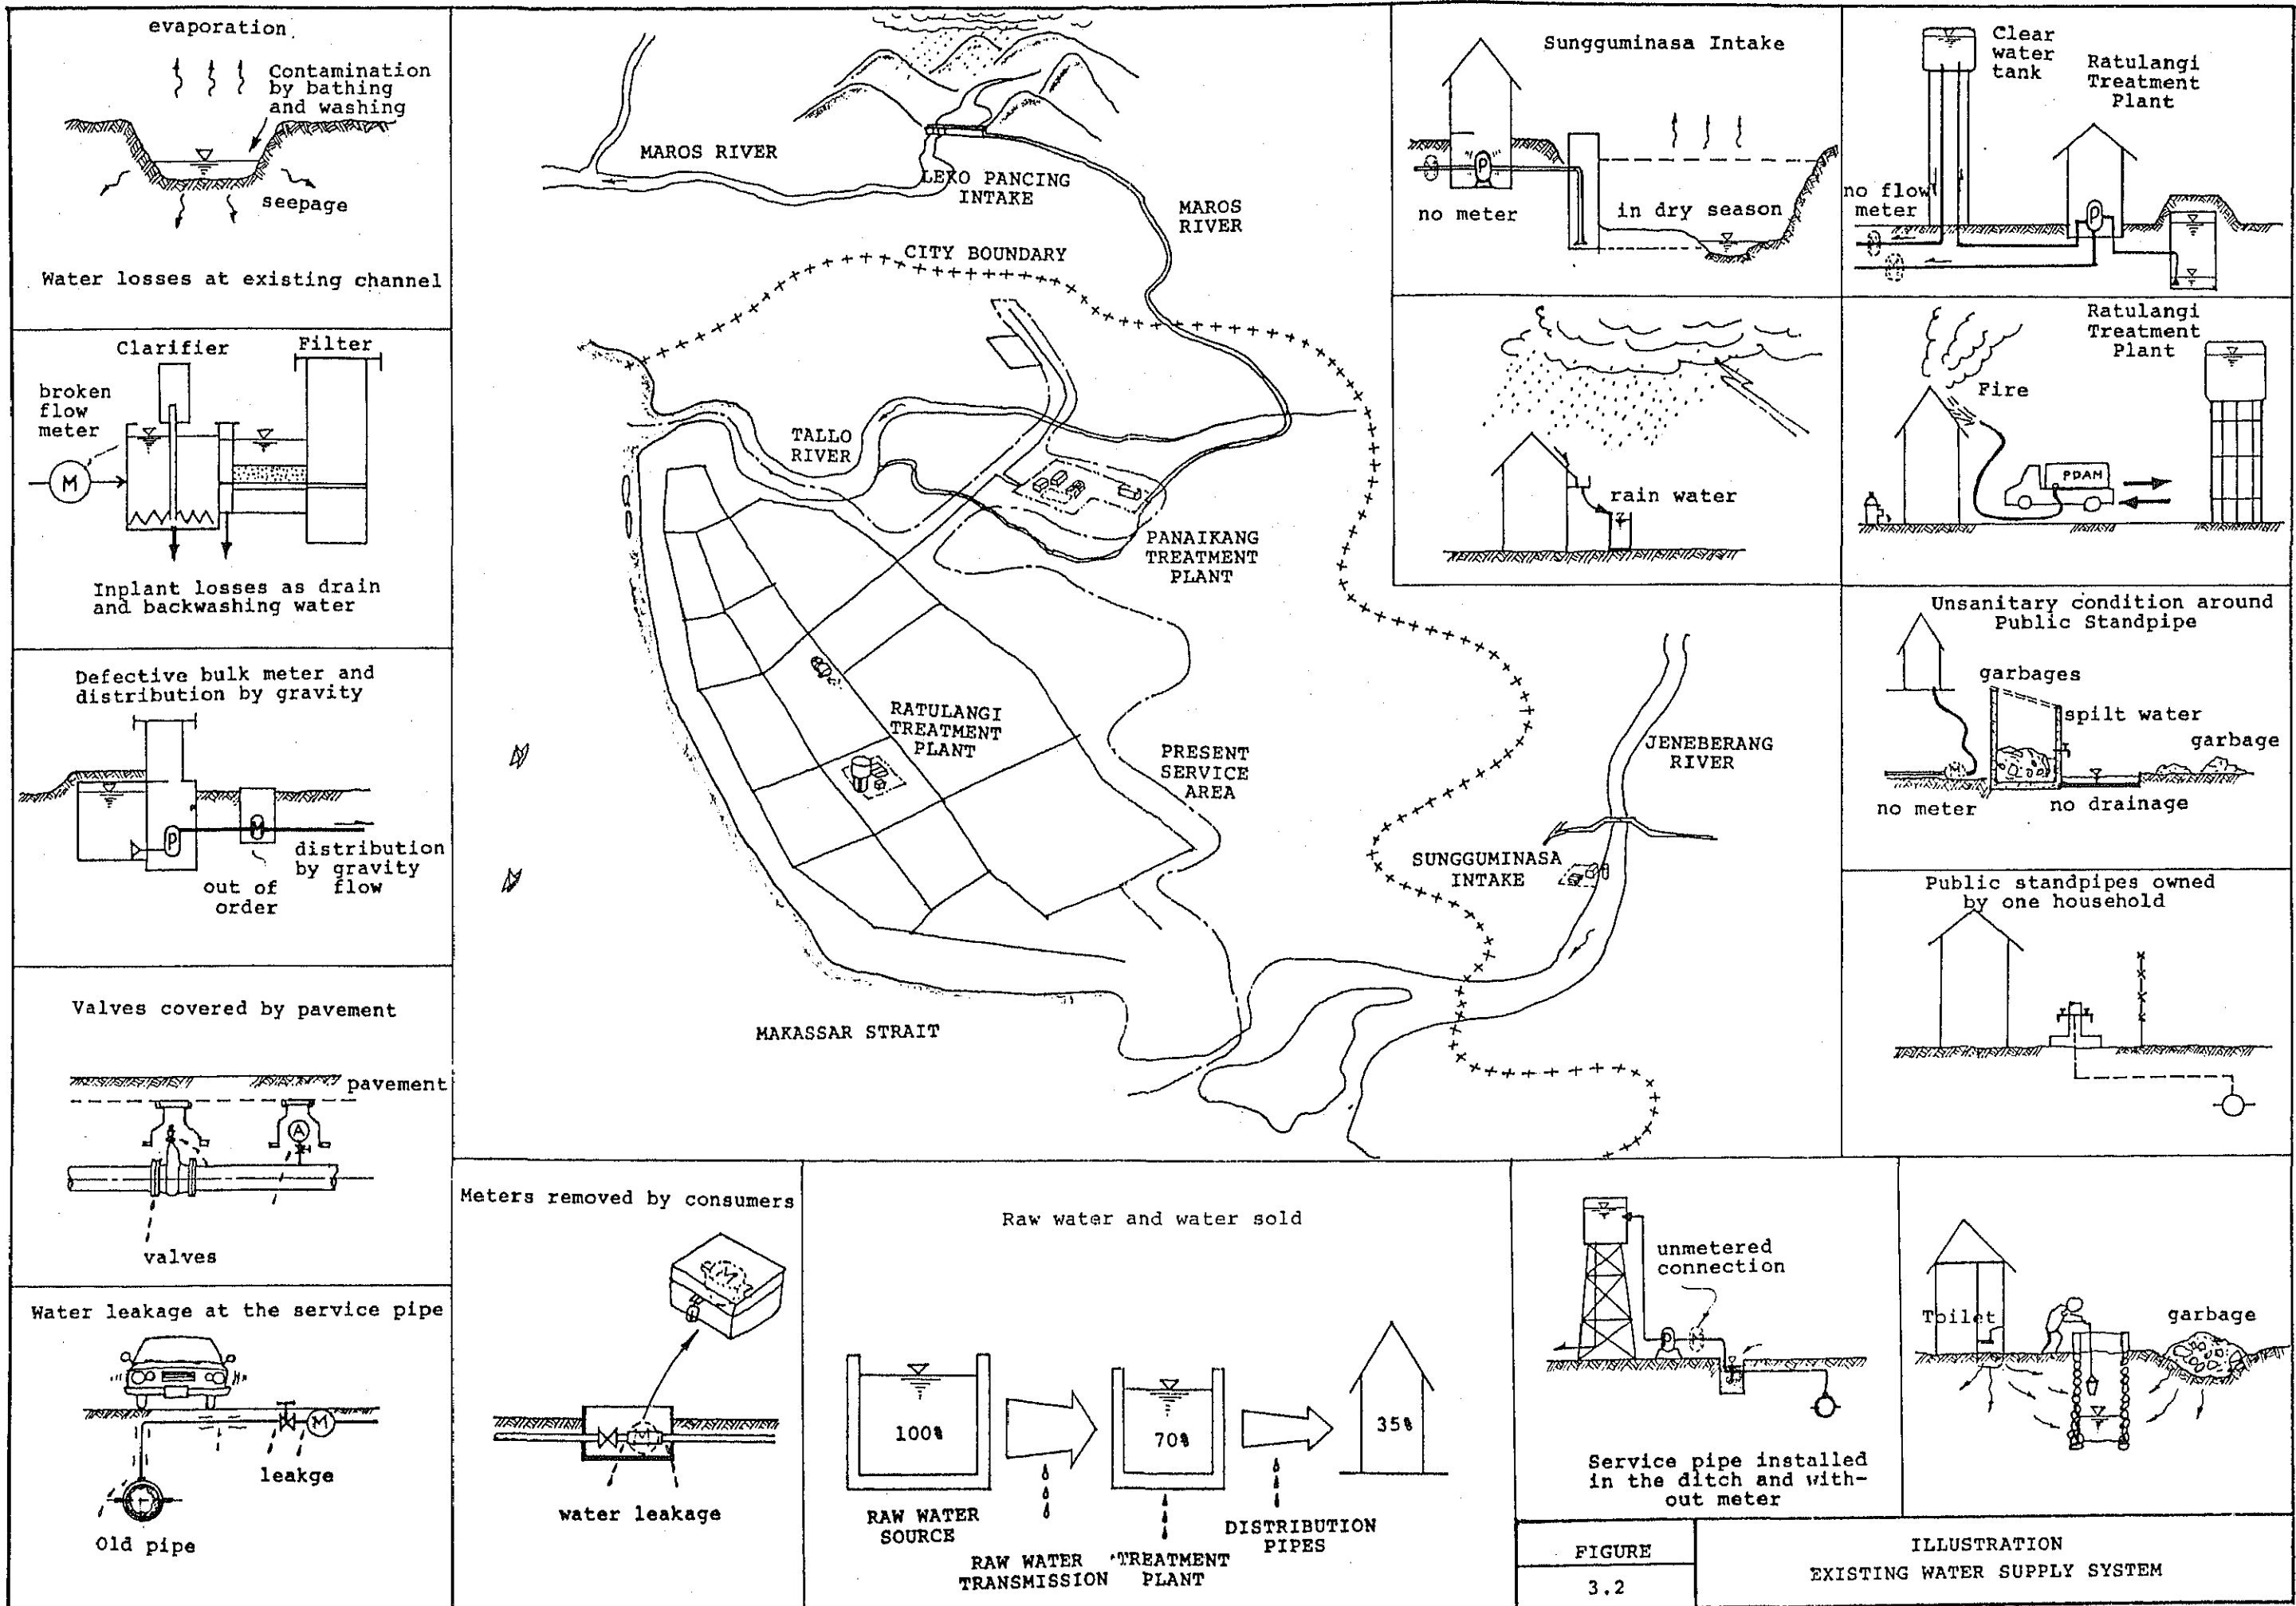 evaporation
Contamination
by bathing
and washing
seepage
Water losses at existing channel
Clarifier
Filter
broken
flow
meter
M
Inplant losses as drain
and backwashing water
Defective bulk meter and
distribution by gravity
P
M
distribution
by gravity
flow
out of
order
Valves covered by pavement
pavement
A
valves
Water leakage at the service pipe
M
leakge
Old pipe
MAROS RIVER
LEKO PANCING
INTAKE
MAROS
RIVER
CITY BOUNDARY
TALLO
RIVER
PANAIKANG
TREATMENT
PLANT
RATULANGI
TREATMENT
PLANT
PRESENT
SERVICE
AREA
JENEBERANG
RIVER
SUNGGUMINASA
INTAKE
MAKASSAR STRAIT
Sungguminasa Intake
P
no meter
in dry season
Clear
water
tank
Ratulangi
Treatment
Plant
no flow
meter
P
rain water
Ratulangi
Treatment
Plant
Fire
PDAM
Unsanitary condition around
Public Standpipe
garbages
spilt water
garbage
no meter
no drainage
Public standpipes owned
by one household
Meters removed by consumers
M
M
water leakage
Raw water and water sold
100%
70%
35%
RAW WATER
SOURCE
RAW WATER
TRANSMISSION
TREATMENT
PLANT
DISTRIBUTION
PIPES
unmetered
connection
P
M
Service pipe installed
in the ditch and with-
out meter
Toilet
garbage
FIGURE
3.2
ILLUSTRATION
EXISTING WATER SUPPLY SYSTEM